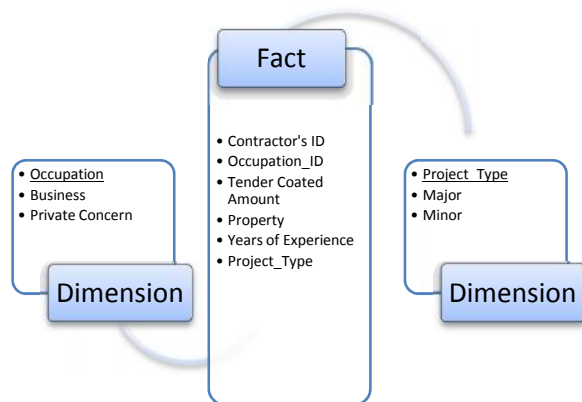 Fact
• Contractor's ID
• Occupation_ID
• Tender Coated
Amount
• Property
• Years of Experience
• Project_Type
• Occupation
• Business
• Private Concern
Dimension
• Project_Type
• Major
• Minor
Dimension